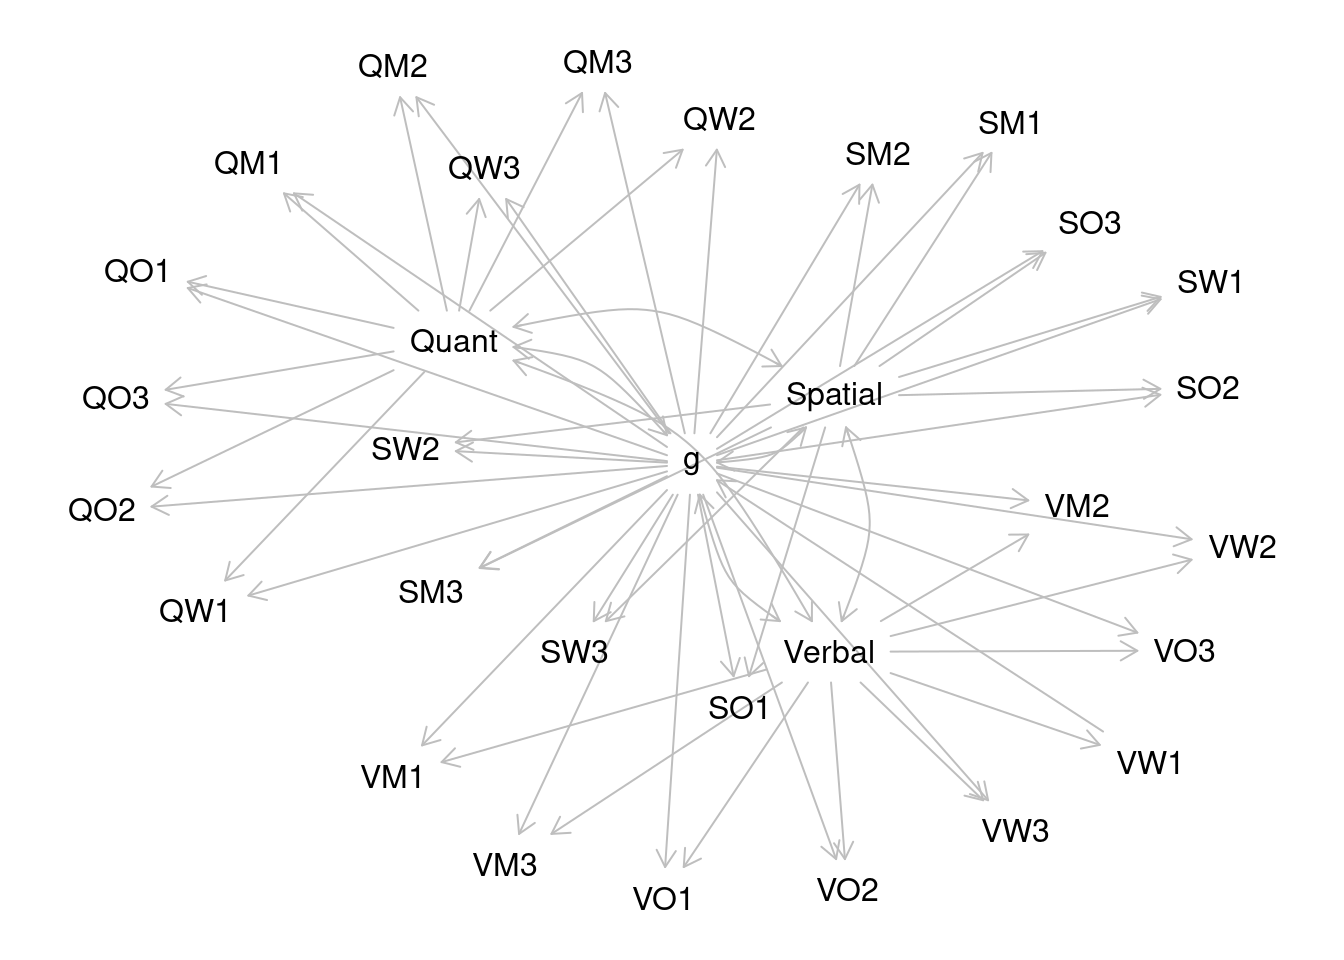 QM2
QM3
QW2
SM1
SM2
QM1
QW3
SO3
QO1
SW1
Quant
Spatial
SO2
QO3
SW2
g
QO2
VM2
VW2
SM3
QW1
SW3
Verbal
VO3
SO1
VW1
VM1
VW3
VM3
VO2
VO1